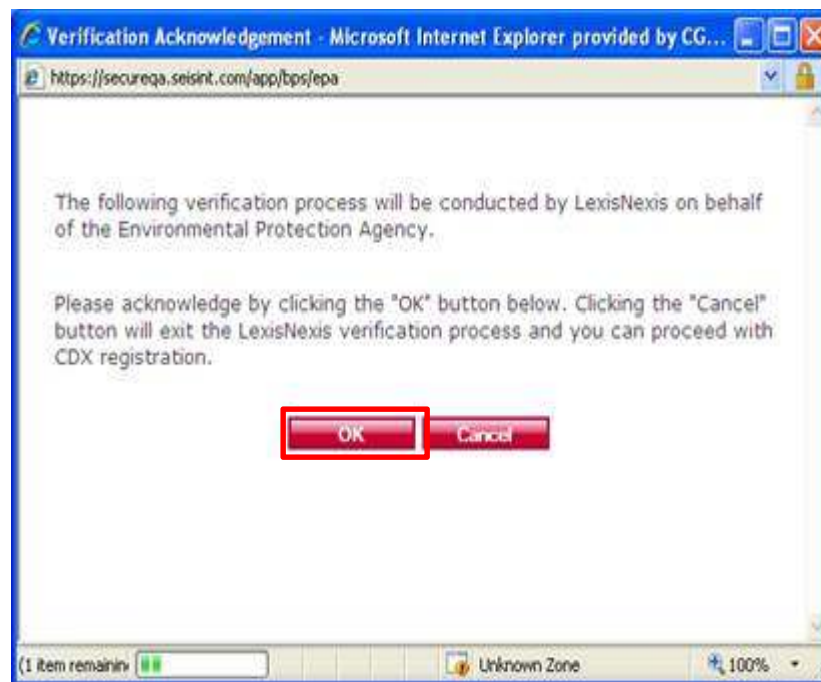 Verification Acknowledgement - Microsoft Internet Explorer provided by CG...
https://secureqa.seisint.com/app/bps/epa
The following verification process will be conducted by LexisNexis on behalf
of the Environmental Protection Agency.
Please acknowledge by clicking the "OK" button below. Clicking the "Cancel"
button will exit the LexisNexis verification process and you can proceed with
CDX registration.
OK Cancel
(1 item remainin Unknown Zone 100%